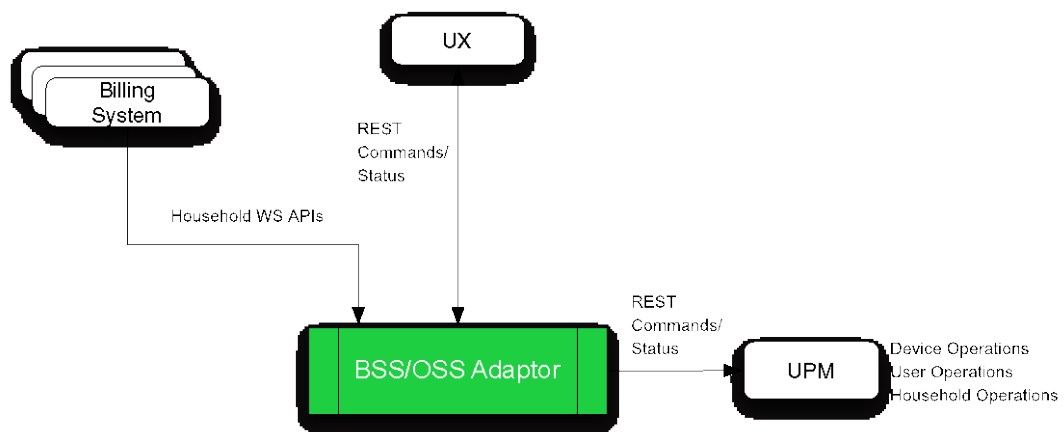 UX
Billing
System
REST
Commands/
Status
Household WS APIs
REST
Commands/
Status
BSS/OSS Adaptor
UPM
Device Operations
User Operations
Household Operations